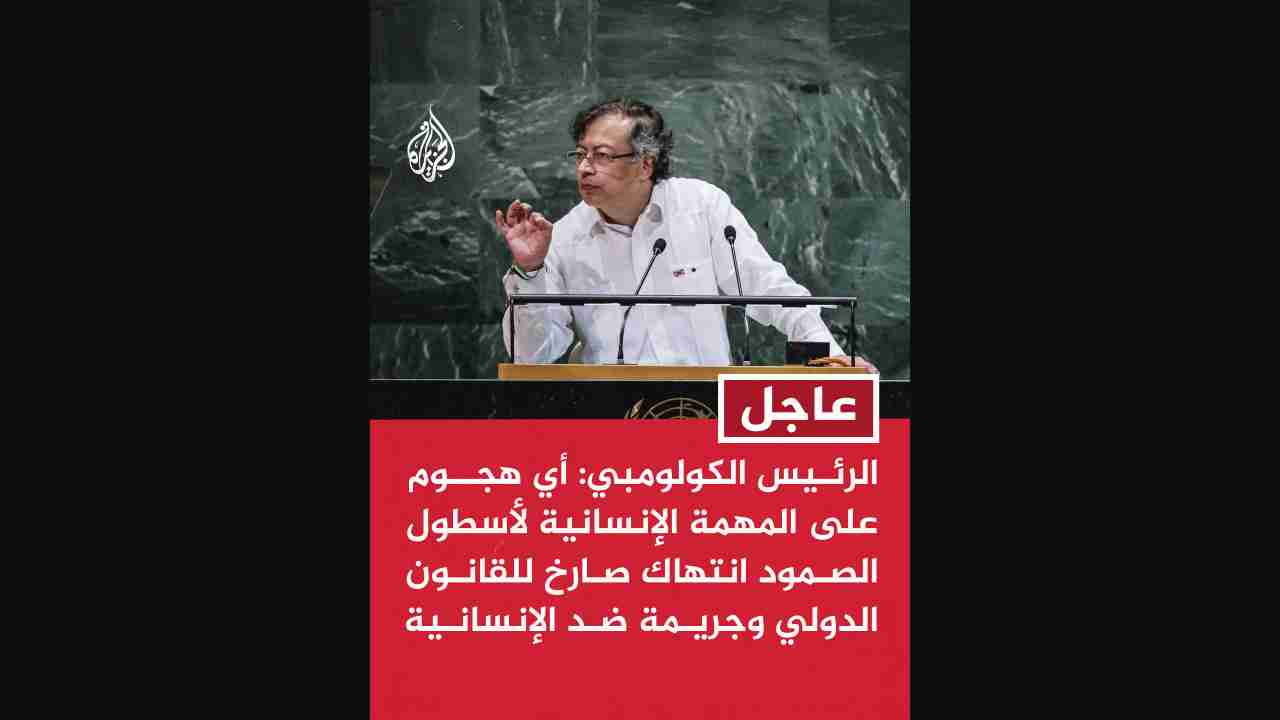 الجزيرة
عاجل
الرئيس الكولومبي: أي هجوم
على المهمة الإنسانية لأسطول
الصمود انتهاك صارخ للقانون
الدولي وجريمة ضد الإنسانية